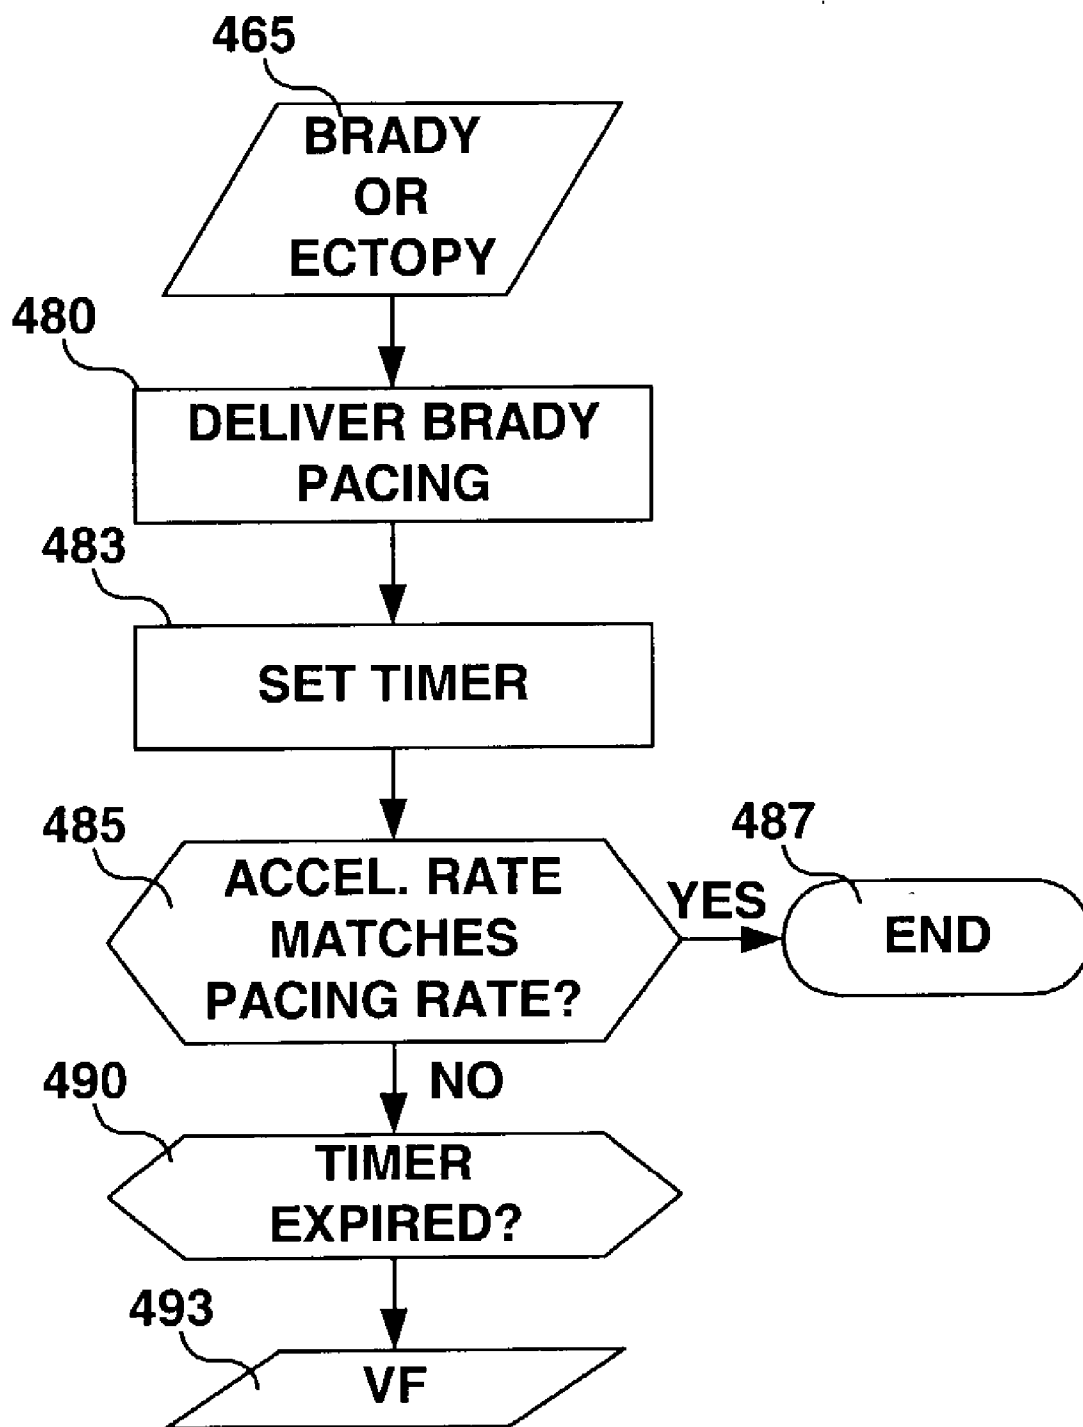 465
BRADY
OR
ECTOPY
480
DELIVER BRADY
PACING
483
SET TIMER
485
ACCEL. RATE
MATCHES
PACING RATE?
YES
487
END
NO
490
TIMER
EXPIRED?
493
VF